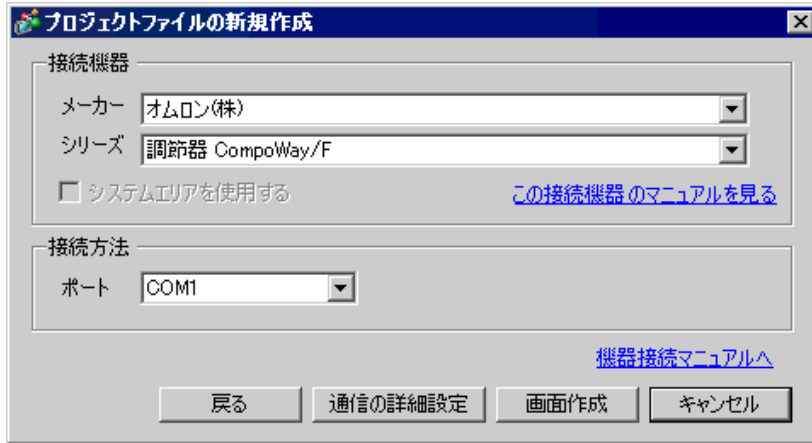 プロジェクトファイルの新規作成
接続機器
メーカー オムロン(株)
シリーズ 調節器 CompoWay/F
システムエリアを使用する この接続機器のマニュアルを見る
接続方法
ポート COM1
機器接続マニュアルへ
戻る 通信の詳細設定 画面作成 キャンセル